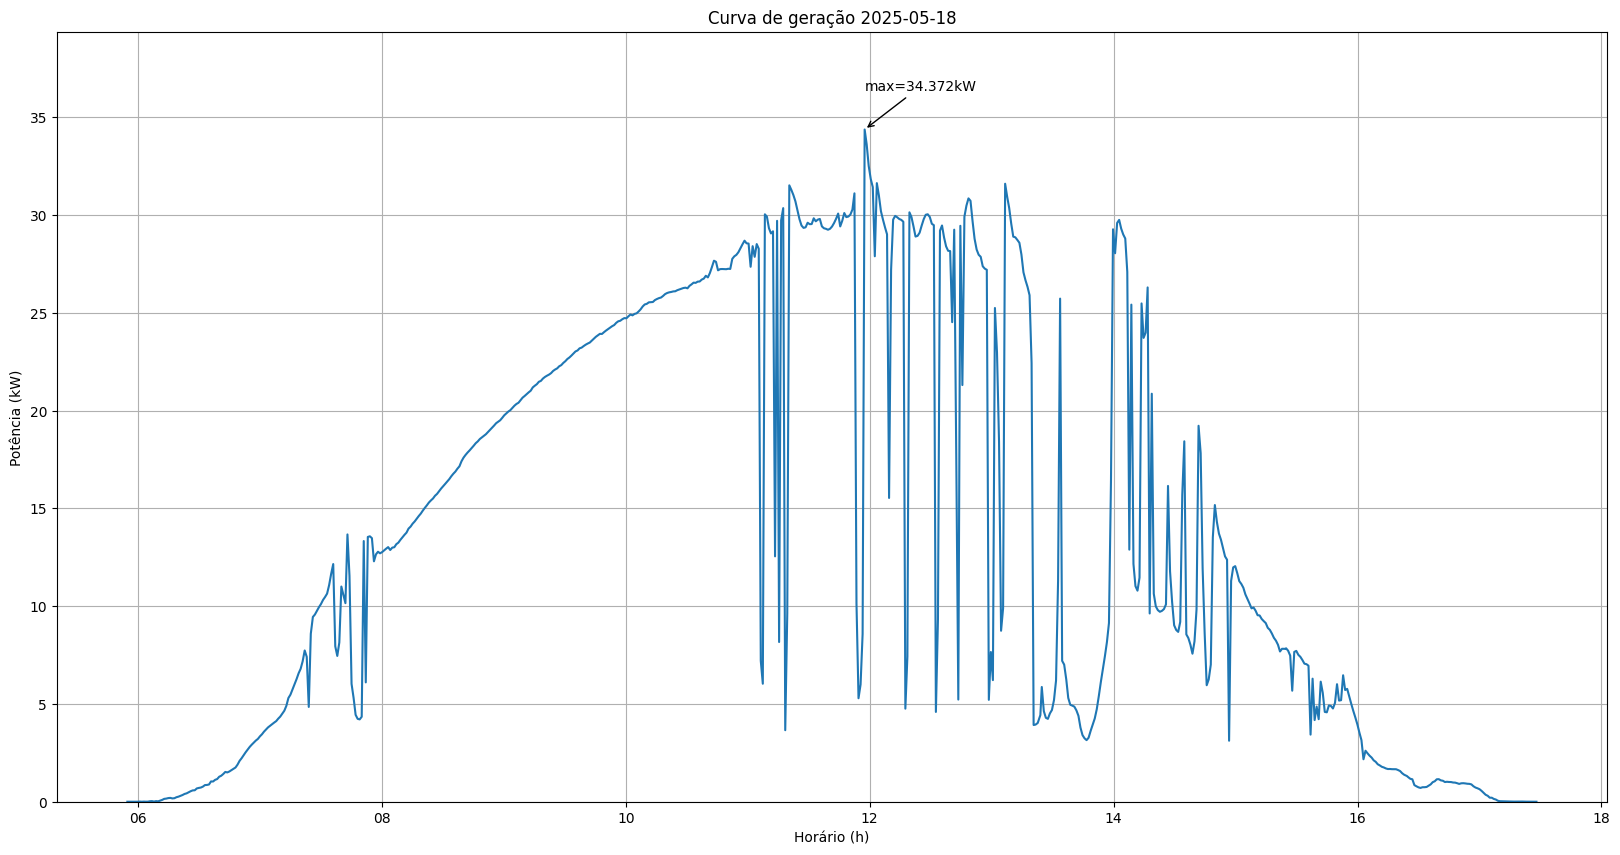 Curva de geração 2025-05-18
max=34.372kW
Potência (kW)
35
30
25
20
15
10
5
0
06 08 10 12 14 16 18
Horário (h)